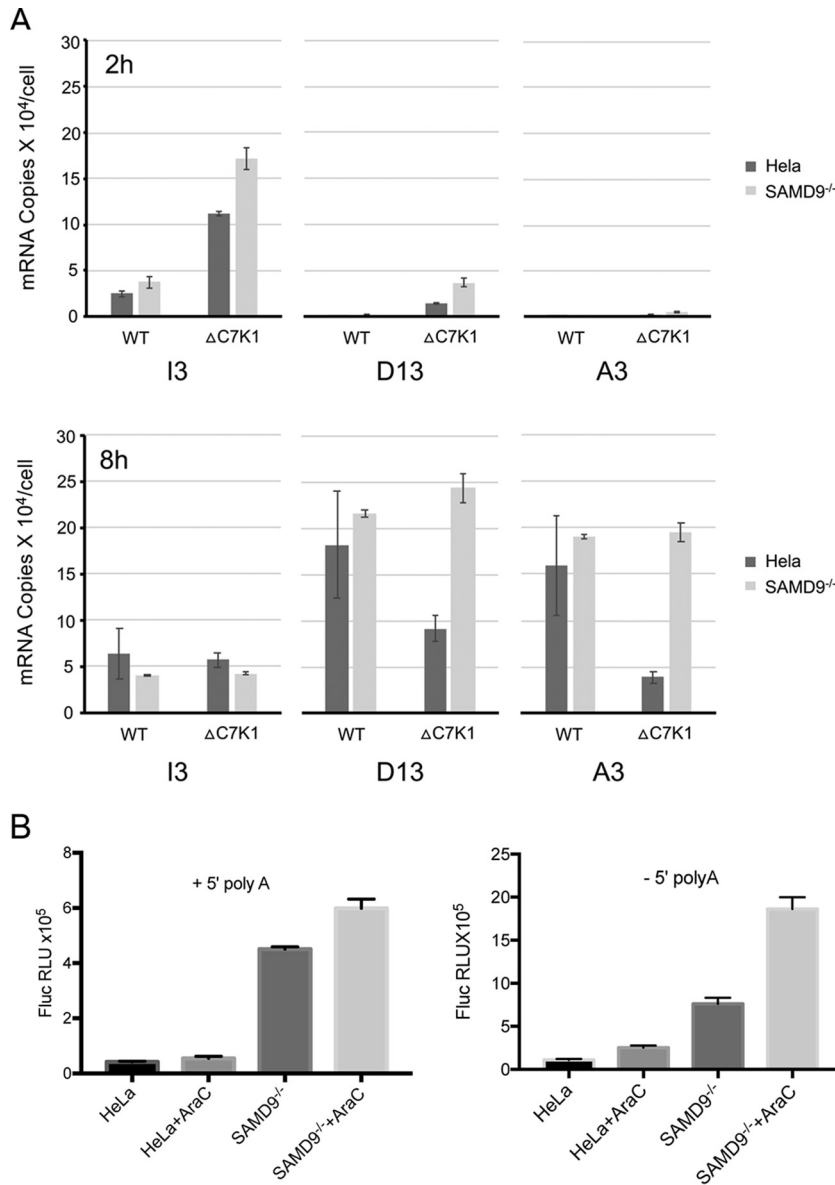 A
2h
mRNA Copies X 10⁴/cell
30
25
20
15
10
5
0
WT
ΔC7K1
I3
WT
ΔC7K1
D13
WT
ΔC7K1
A3
Hela
SAMD9⁻/⁻
8h
mRNA Copies X 10⁴/cell
30
25
20
15
10
5
0
WT
ΔC7K1
I3
WT
ΔC7K1
D13
WT
ΔC7K1
A3
Hela
SAMD9⁻/⁻
B
+ 5' poly A
Fluc RLU x10⁵
8
6
4
2
0
HeLa
HeLa+AraC
SAMD9⁻/⁻
SAMD9⁻/⁻+AraC
- 5' polyA
Fluc RLUX10⁵
25
20
15
10
5
0
HeLa
HeLa+AraC
SAMD9⁻/⁻
SAMD9⁻/⁻+AraC